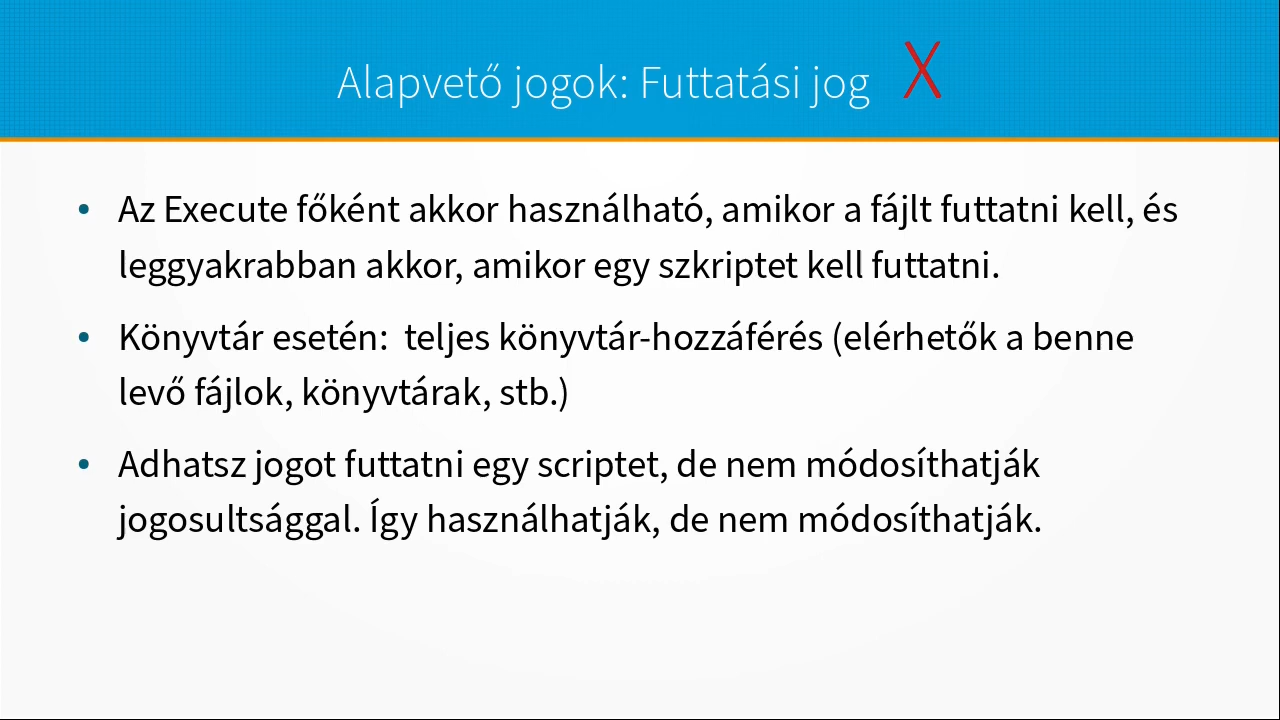 Alapvető jogok: Futtatási jog X
• Az Execute főként akkor használható, amikor a fájlt futtatni kell, és
leggyakrabban akkor, amikor egy szkriptet kell futtatni.
• Könyvtár esetén:  teljes könyvtár-hozzáférés (elérhetők a benne
levő fájlok, könyvtárak, stb.)
• Adhatsz jogot futtatni egy scriptet, de nem módosíthatják
jogosultsággal. Így használhatják, de nem módosíthatják.